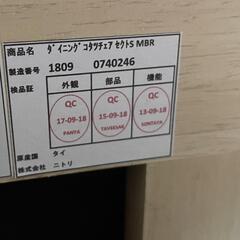 商品名 ﾀﾞｲﾆﾝｸﾞｺﾀﾂﾁｪｱ ｾｸﾄS MBR
製造番号 1809 0740246
検品証 外観 部品 機能
QC QC QC
17-09-18 15-09-18 13-09-18
PANYA TAVEESAK SONTAYA
原産国 タイ
株式会社 ニトリ